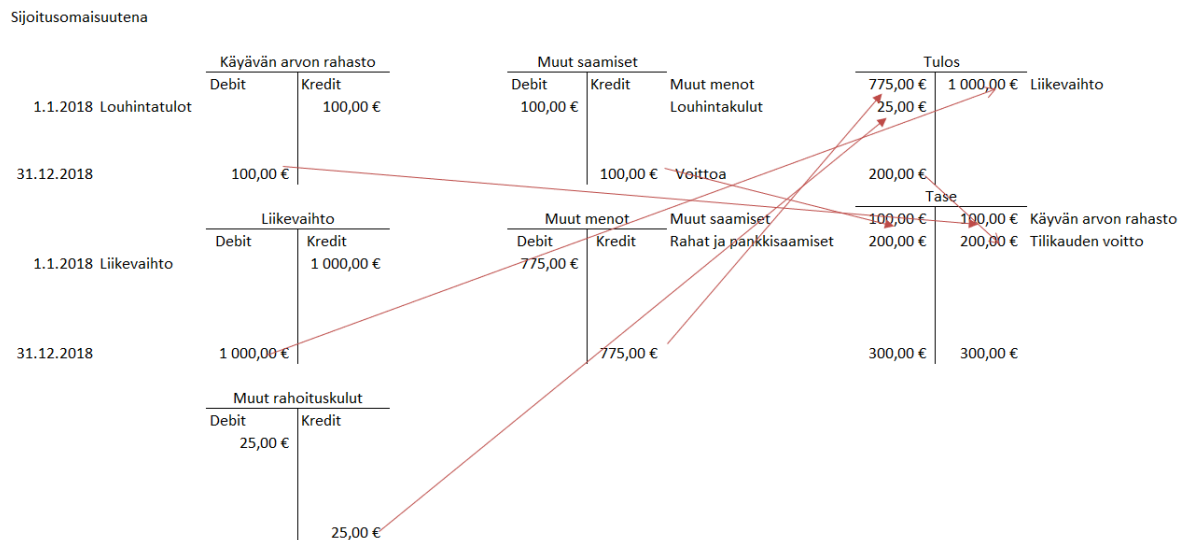 Sijoitusomaisuutena
Käyävän arvon rahasto Muut saamiset Tulos
Debit Kredit Debit Kredit Muut menot 775,00 € 1 000,00 € Liikevaihto
1.1.2018 Louhintatulot 100,00 € 100,00 € Louhintakulut 25,00 €
31.12.2018 100,00 € 100,00 € Voittoa 200,00 €
Tase
Liikevaihto Muut menot Muut saamiset 100,00 € 100,00 € Käyvän arvon rahasto
Debit Kredit Debit Kredit Rahat ja pankkisaamiset 200,00 € 200,00 € Tilikauden voitto
1.1.2018 Liikevaihto 1 000,00 € 775,00 €
31.12.2018 1 000,00 € 775,00 € 300,00 € 300,00 €
Muut rahoituskulut
Debit Kredit
25,00 €
25,00 €